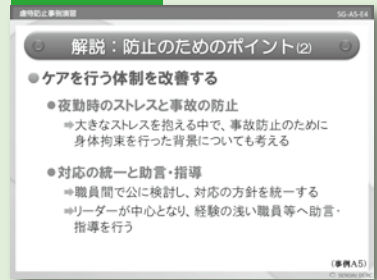 虐待防止事例演習 SG-A5-E4
解説：防止のためのポイント(2)
●ケアを行う体制を改善する
●夜勤時のストレスと事故の防止
⇒大きなストレスを抱える中で、事故防止のために
身体拘束を行った背景についても考える
●対応の統一と助言・指導
⇒職員間で公に検討し、対応の方針を統一する
⇒リーダーが中心となり、経験の浅い職員等へ助言・
指導を行う
(事例A5)